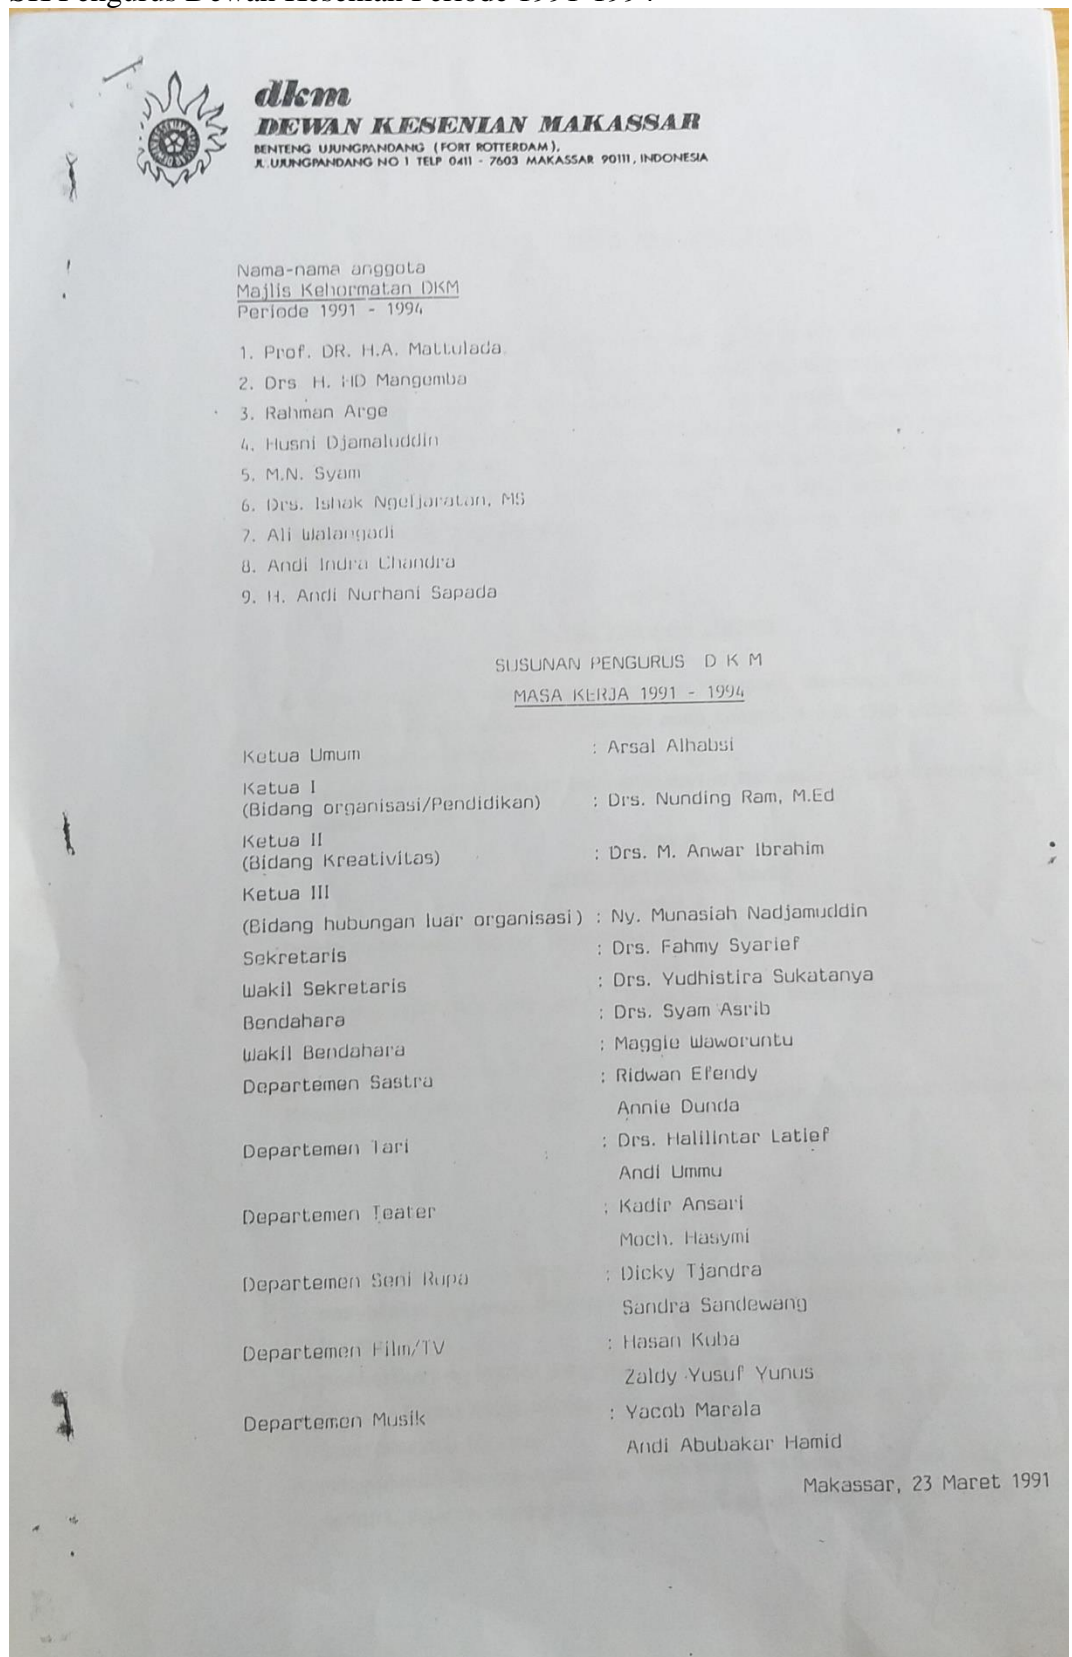 SK Pengurus Dewan Kesenian Periode 1991-1994
dkm
DEWAN KESENIAN MAKASSAR
BENTENG UJUNGPANDANG (FORT ROTTERDAM),
JL. UJUNGPANDANG NO 1 TELP 0411 - 7603 MAKASSAR 90111, INDONESIA
Nama-nama anggota
Majlis Kehormatan DKM
Periode 1991 - 1994
1. Prof. DR. H.A. Mattulada
2. Drs H. HD Mangemba
3. Rahman Arge
4. Husni Djamaluddin
5. M.N. Syam
6. Drs. Ishak Ngeljaratan, MS
7. Ali Walangadi
8. Andi Indra Chandra
9. H. Andi Nurhani Sapada
SUSUNAN PENGURUS D K M
MASA KERJA 1991 - 1994
Ketua Umum : Arsal Alhabsi
Ketua I
(Bidang organisasi/Pendidikan) : Drs. Nunding Ram, M.Ed
Ketua II
(Bidang Kreativitas) : Drs. M. Anwar Ibrahim
Ketua III
(Bidang hubungan luar organisasi) : Ny. Munasiah Nadjamuddin
Sekretaris : Drs. Fahmy Syarief
Wakil Sekretaris : Drs. Yudhistira Sukatanya
Bendahara : Drs. Syam Asrib
Wakil Bendahara : Maggie Waworuntu
Departemen Sastra : Ridwan Efendy
Annie Dunda
Departemen Tari : Drs. Halilintar Latief
Andi Ummu
Departemen Teater : Kadir Ansari
Moch. Hasymi
Departemen Seni Rupa : Dicky Tjandra
Sandra Sandewang
Departemen Film/TV : Hasan Kuba
Zaldy Yusuf Yunus
Departemen Musik : Yacob Marala
Andi Abubakar Hamid
Makassar, 23 Maret 1991